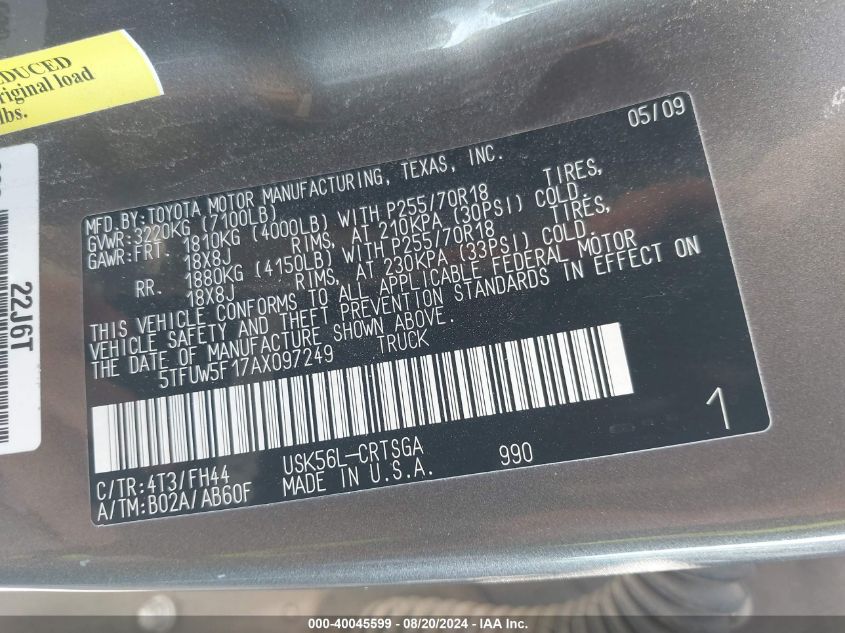 EDUCED
riginal load
lbs.
22J6T
05/09
MFD.BY:TOYOTA MOTOR MANUFACTURING, TEXAS, INC.
GVWR:3220KG (7100LB)
GAWR:FRT. 1810KG (4000LB) WITH P255/70R18 TIRES,
18X8J RIMS, AT 210KPA (30PSI) COLD.
RR. 1880KG (4150LB) WITH P255/70R18 TIRES,
18X8J RIMS, AT 230KPA (33PSI) COLD.
THIS VEHICLE CONFORMS TO ALL APPLICABLE FEDERAL MOTOR
VEHICLE SAFETY AND THEFT PREVENTION STANDARDS IN EFFECT ON
THE DATE OF MANUFACTURE SHOWN ABOVE.
5TFUW5F17AX097249 TRUCK
C/TR:4T3/FH44 USK56L-CRTSGA 990
A/TM:B02A/AB60F MADE IN U.S.A.
1
000-40045599 - 08/20/2024 - IAA Inc.